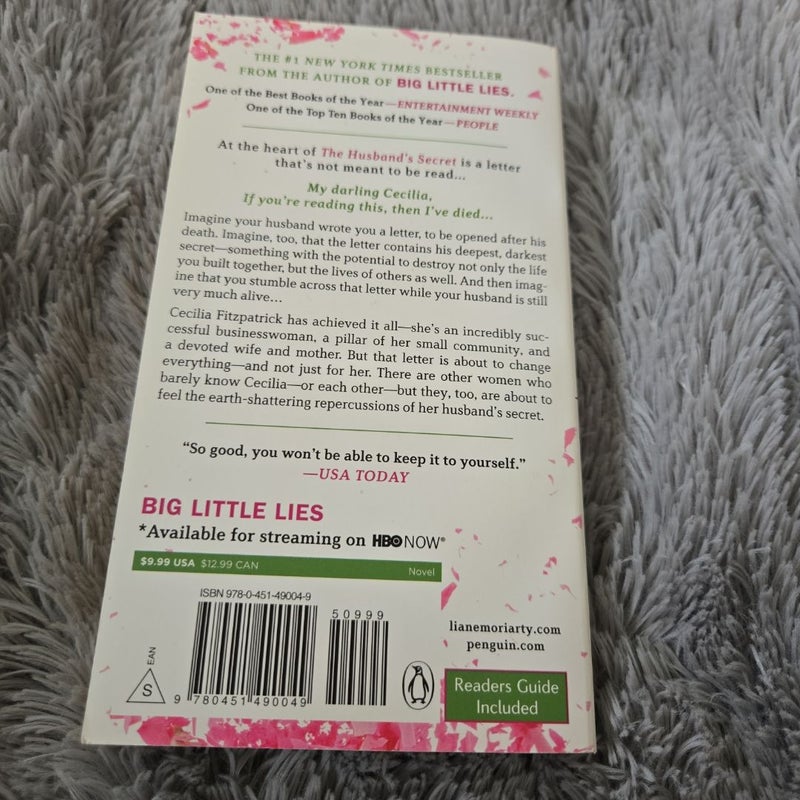 THE #1 NEW YORK TIMES BESTSELLER
FROM THE AUTHOR OF BIG LITTLE LIES.
One of the Best Books of the Year—ENTERTAINMENT WEEKLY
One of the Top Ten Books of the Year—PEOPLE
At the heart of The Husband's Secret is a letter
that's not meant to be read...
My darling Cecilia,
If you're reading this, then I've died...
Imagine your husband wrote you a letter, to be opened after his
death. Imagine, too, that the letter contains his deepest, darkest
secret—something with the potential to destroy not only the life
you built together, but the lives of others as well. And then imag-
ine that you stumble across that letter while your husband is still
very much alive...
Cecilia Fitzpatrick has achieved it all—she's an incredibly suc-
cessful businesswoman, a pillar of her small community, and
a devoted wife and mother. But that letter is about to change
everything—and not just for her. There are other women who
barely know Cecilia—or each other—but they, too, are about to
feel the earth-shattering repercussions of her husband's secret.
"So good, you won't be able to keep it to yourself."
—USA TODAY
BIG LITTLE LIES
*Available for streaming on HBO NOW®
$9.99 USA $12.99 CAN Novel
ISBN 978-0-451-49004-9
50999
EAN
S
9 780451 490049
lianemoriarty.com
penguin.com
Readers Guide
Included